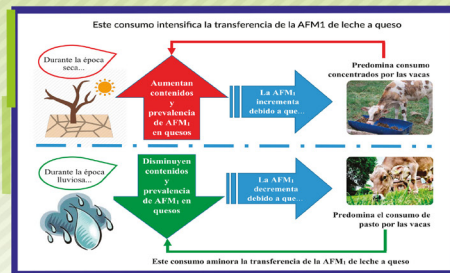 Este consumo intensifica la transferencia de la AFM1 de leche a queso
Durante la época
seca...
Aumentan
contenidos
y
prevalencia
de AFM₁
en quesos
La AFM₁
incrementa
debido a que...
Predomina consumo
concentrados por las vacas
Durante la época
lluviosa...
Disminuyen
contenidos
y
prevalencia
de AFM₁ en
quesos
La AFM₁
decrementa
debido a que...
Predomina el consumo de
pasto por las vacas
Este consumo aminora la transferencia de la AFM₁ de leche a queso